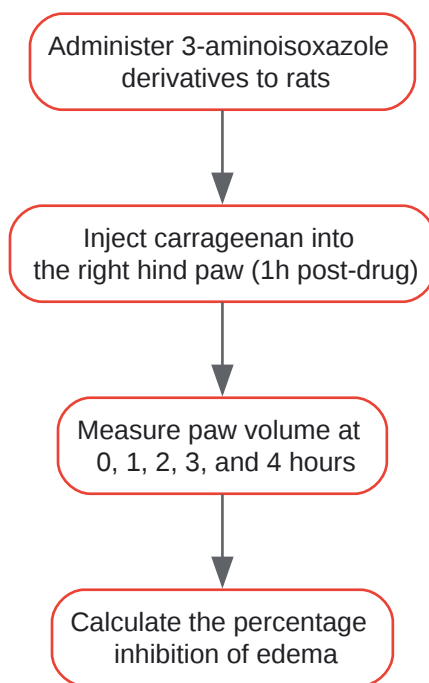 Administer 3-aminoisoxazole
derivatives to rats
Inject carrageenan into
the right hind paw (1h post-drug)
Measure paw volume at
0, 1, 2, 3, and 4 hours
Calculate the percentage
inhibition of edema